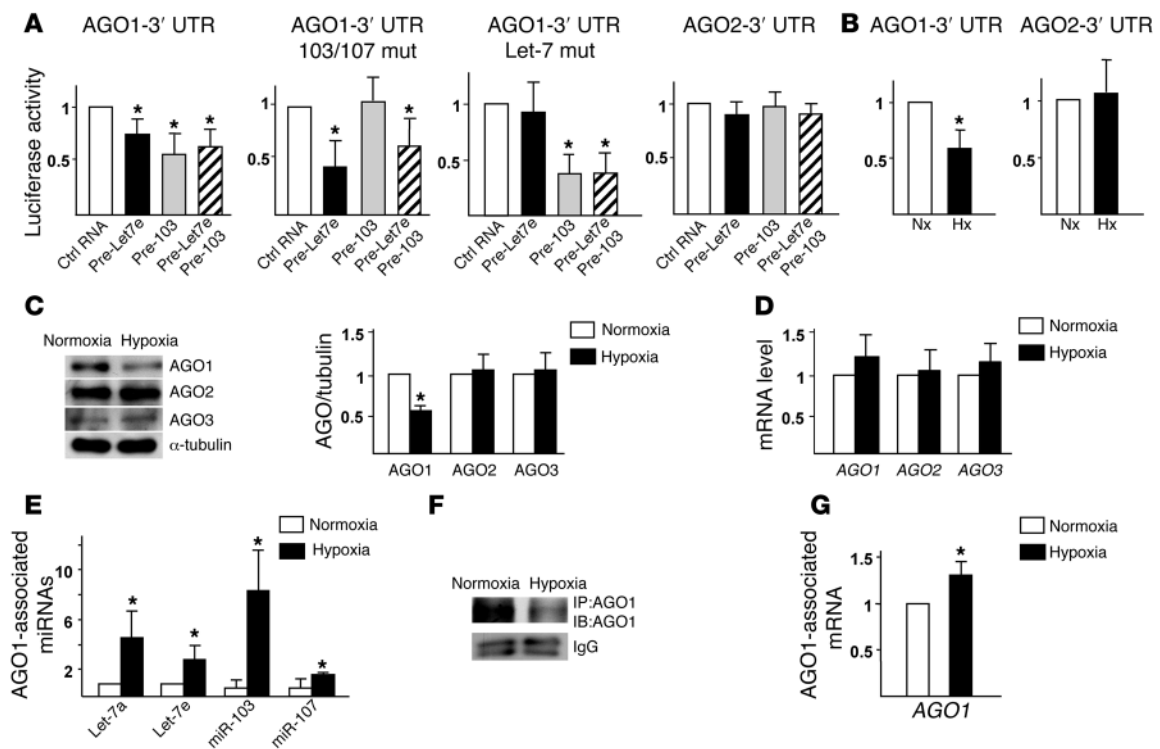 A
AGO1-3′ UTR
AGO1-3′ UTR
103/107 mut
AGO1-3′ UTR
Let-7 mut
AGO2-3′ UTR
Luciferase activity
1
0.5
*
*
*
Ctrl RNA
Pre-Let7e
Pre-103
Pre-Let7e
Pre-103
1
0.5
*
*
Ctrl RNA
Pre-Let7e
Pre-103
Pre-Let7e
Pre-103
1
0.5
*
*
Ctrl RNA
Pre-Let7e
Pre-103
Pre-Let7e
Pre-103
1
0.5
Ctrl RNA
Pre-Let7e
Pre-103
Pre-Let7e
Pre-103
B
AGO1-3′ UTR
AGO2-3′ UTR
1
0.5
*
Nx Hx
1
0.5
Nx Hx
C
Normoxia Hypoxia
AGO1
AGO2
AGO3
α-tubulin
AGO/tubulin
1.5
1
0.5
*
AGO1 AGO2 AGO3
Normoxia
Hypoxia
D
mRNA level
1.5
1
0.5
AGO1 AGO2 AGO3
Normoxia
Hypoxia
E
AGO1-associated
miRNAs
10
6
2
*
*
*
*
Let-7a
Let-7e
miR-103
miR-107
Normoxia
Hypoxia
F
Normoxia Hypoxia
IP:AGO1
IB:AGO1
IgG
G
AGO1-associated
mRNA
1.5
1
0.5
*
AGO1
Normoxia
Hypoxia